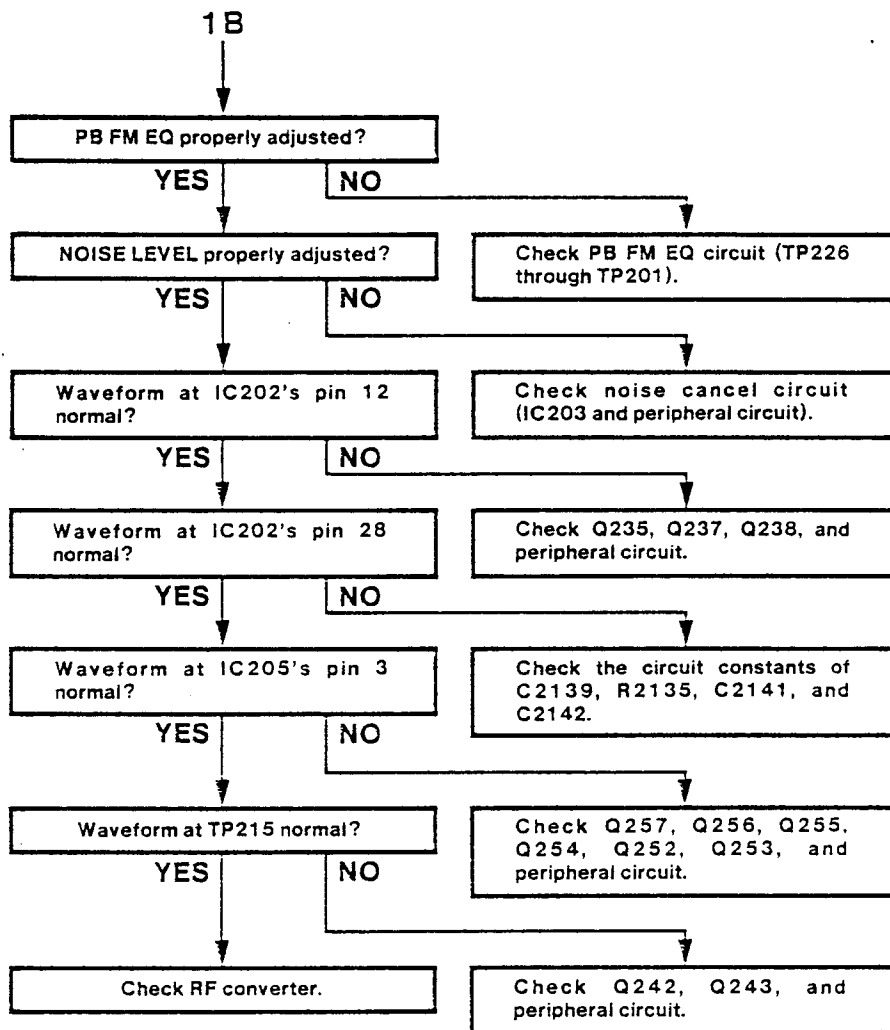 1B
PB FM EQ properly adjusted?
YES NO
NOISE LEVEL properly adjusted?
Check PB FM EQ circuit (TP226
through TP201).
YES NO
Waveform at IC202's pin 12
normal?
Check noise cancel circuit
(IC203 and peripheral circuit).
YES NO
Waveform at IC202's pin 28
normal?
Check Q235, Q237, Q238, and
peripheral circuit.
YES NO
Waveform at IC205's pin 3
normal?
Check the circuit constants of
C2139, R2135, C2141, and
C2142.
YES NO
Waveform at TP215 normal?
Check Q257, Q256, Q255,
Q254, Q252, Q253, and
peripheral circuit.
YES NO
Check RF converter.
Check Q242, Q243, and
peripheral circuit.